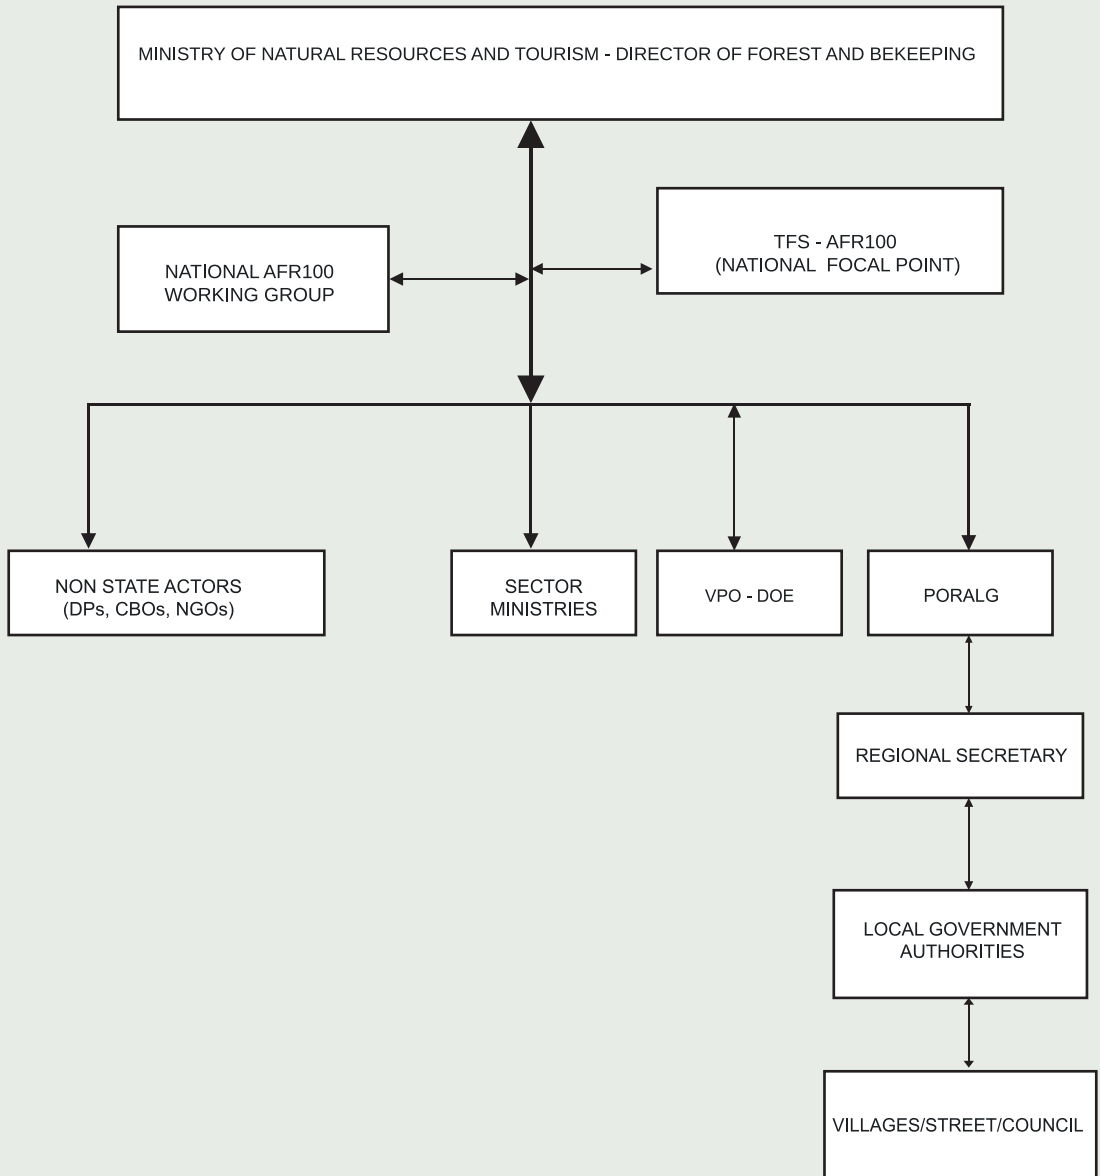 MINISTRY OF NATURAL RESOURCES AND TOURISM - DIRECTOR OF FOREST AND BEKEEPING
NATIONAL AFR100
WORKING GROUP
TFS - AFR100
(NATIONAL FOCAL POINT)
NON STATE ACTORS
(DPs, CBOs, NGOs)
SECTOR
MINISTRIES
VPO - DOE
PORALG
REGIONAL SECRETARY
LOCAL GOVERNMENT
AUTHORITIES
VILLAGES/STREET/COUNCIL